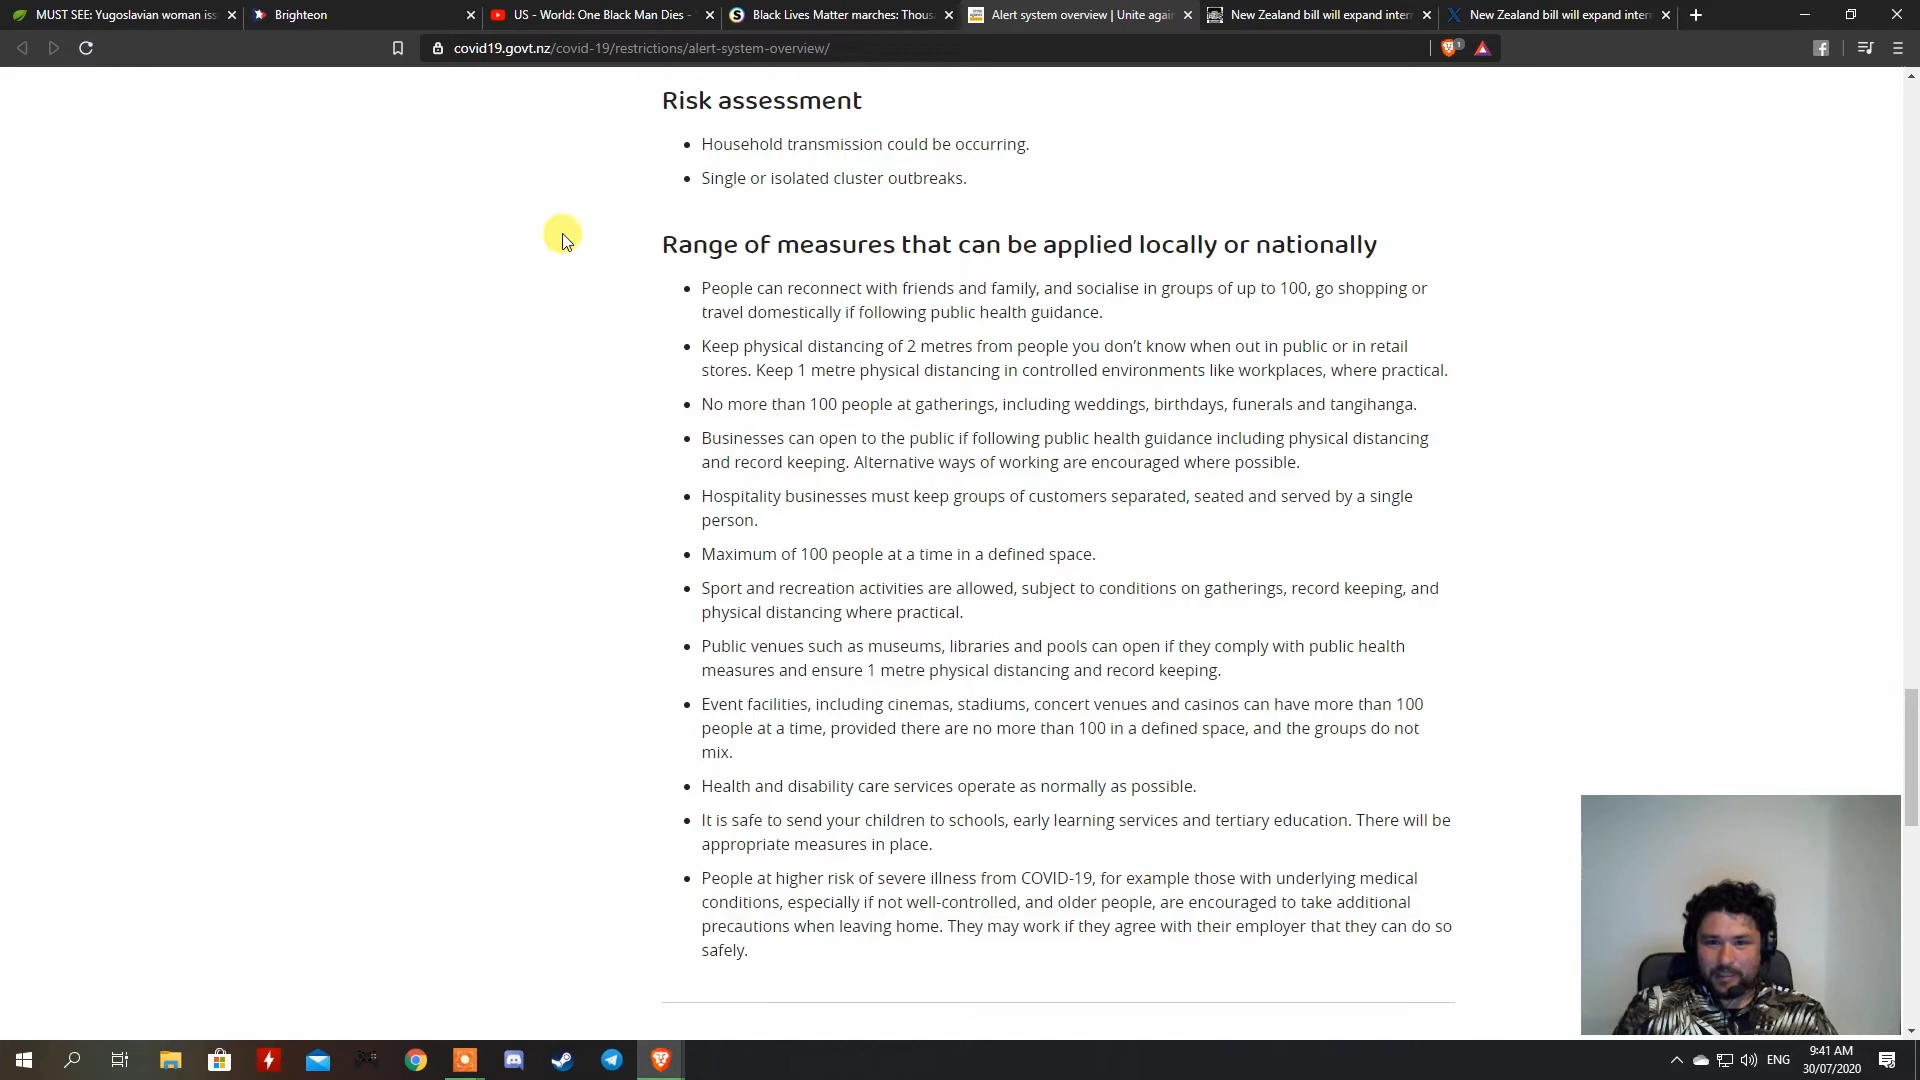 MUST SEE: Yugoslavian woman iss
Brighteon
US - World: One Black Man Dies -
Black Lives Matter marches: Thous
Alert system overview | Unite again
New Zealand bill will expand inter
New Zealand bill will expand inter
covid19.govt.nz/covid-19/restrictions/alert-system-overview/
1
Risk assessment
Household transmission could be occurring.
Single or isolated cluster outbreaks.
Range of measures that can be applied locally or nationally
People can reconnect with friends and family, and socialise in groups of up to 100, go shopping or
travel domestically if following public health guidance.
Keep physical distancing of 2 metres from people you don’t know when out in public or in retail
stores. Keep 1 metre physical distancing in controlled environments like workplaces, where practical.
No more than 100 people at gatherings, including weddings, birthdays, funerals and tangihanga.
Businesses can open to the public if following public health guidance including physical distancing
and record keeping. Alternative ways of working are encouraged where possible.
Hospitality businesses must keep groups of customers separated, seated and served by a single
person.
Maximum of 100 people at a time in a defined space.
Sport and recreation activities are allowed, subject to conditions on gatherings, record keeping, and
physical distancing where practical.
Public venues such as museums, libraries and pools can open if they comply with public health
measures and ensure 1 metre physical distancing and record keeping.
Event facilities, including cinemas, stadiums, concert venues and casinos can have more than 100
people at a time, provided there are no more than 100 in a defined space, and the groups do not
mix.
Health and disability care services operate as normally as possible.
It is safe to send your children to schools, early learning services and tertiary education. There will be
appropriate measures in place.
People at higher risk of severe illness from COVID-19, for example those with underlying medical
conditions, especially if not well-controlled, and older people, are encouraged to take additional
precautions when leaving home. They may work if they agree with their employer that they can do so
safely.
ENG
9:41 AM
30/07/2020